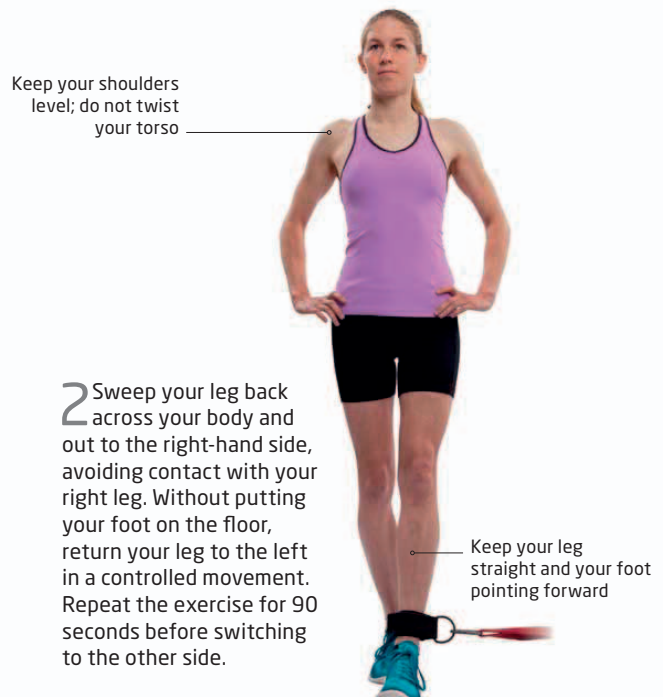 Keep your shoulders
level; do not twist
your torso
2 Sweep your leg back
across your body and
out to the right-hand side,
avoiding contact with your
right leg. Without putting
your foot on the floor,
return your leg to the left
in a controlled movement.
Repeat the exercise for 90
seconds before switching
to the other side.
Keep your leg
straight and your foot
pointing forward